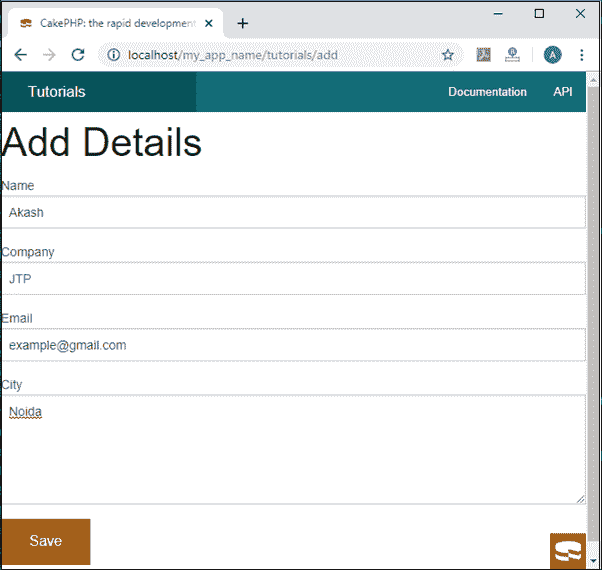 CakePHP: the rapid development
localhost/my_app_name/tutorials/add
A
Tutorials
Documentation
API
Add Details
Name
Akash
Company
JTP
Email
example@gmail.com
City
Noida
Save